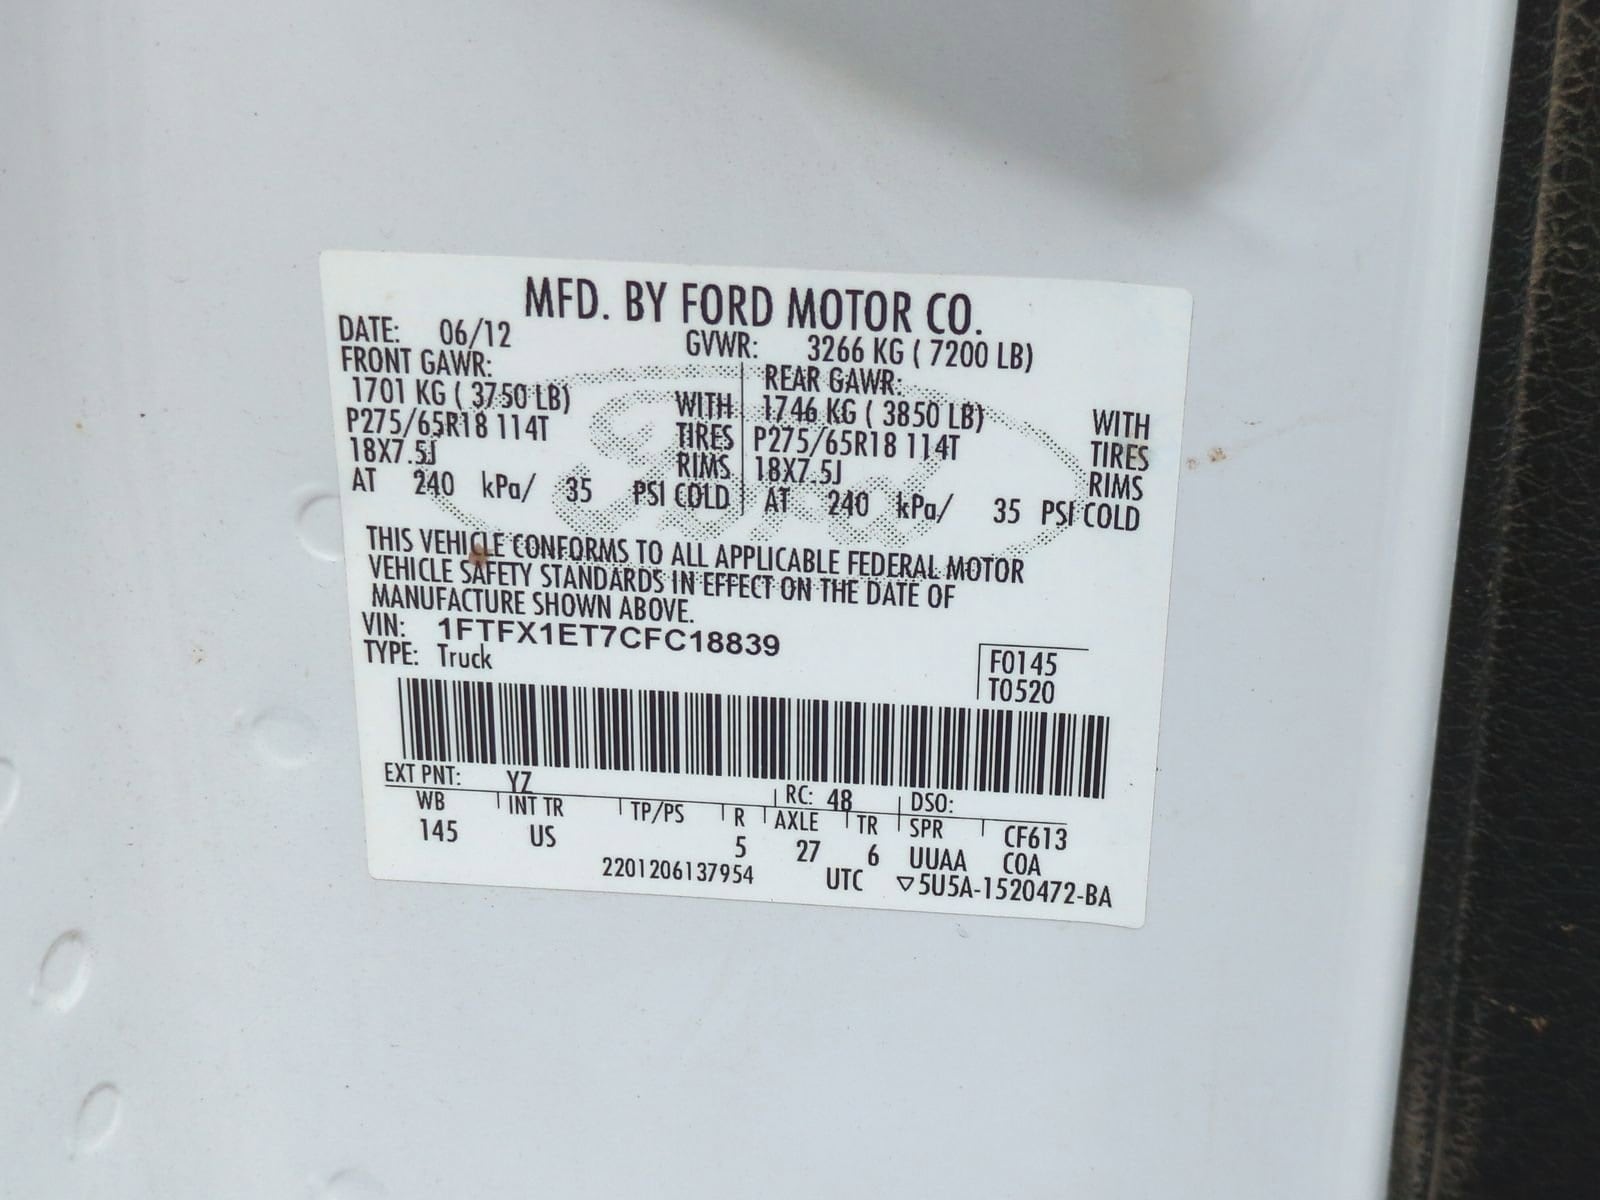 MFD. BY FORD MOTOR CO.
DATE: 06/12 GVWR: 3266 KG ( 7200 LB)
FRONT GAWR: REAR GAWR:
1701 KG ( 3750 LB) WITH 1746 KG ( 3850 LB) WITH
P275/65R18 114T TIRES P275/65R18 114T TIRES
18X7.5J RIMS 18X7.5J RIMS
AT 240 kPa/ 35 PSI COLD AT 240 kPa/ 35 PSI COLD
THIS VEHICLE CONFORMS TO ALL APPLICABLE FEDERAL MOTOR
VEHICLE SAFETY STANDARDS IN EFFECT ON THE DATE OF
MANUFACTURE SHOWN ABOVE.
VIN: 1FTFX1ET7CFC18839
TYPE: Truck
F0145
T0520
EXT PNT: YZ RC: 48 DSO:
WB INT TR TP/PS R AXLE TR SPR CF613
145 US 5 27 6 UUAA COA
2201206137954 UTC ▽5U5A-1520472-BA
Ford